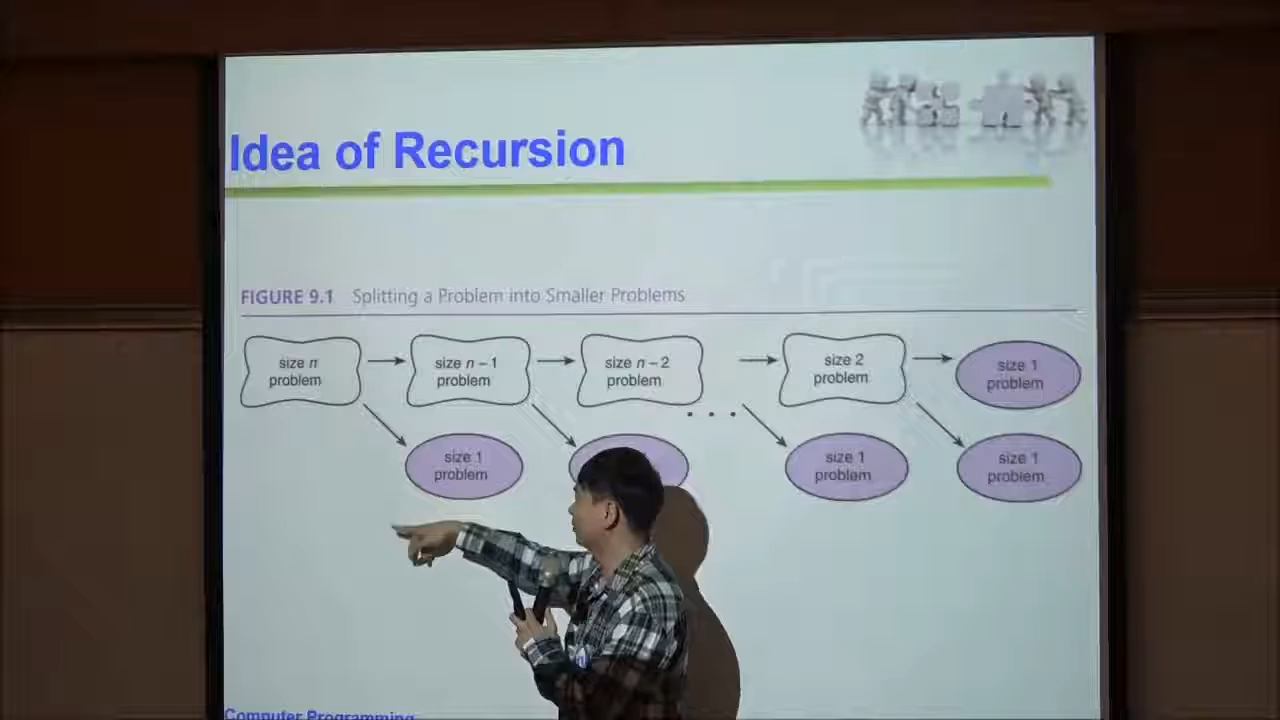 Idea of Recursion
FIGURE 9.1 Splitting a Problem into Smaller Problems
size n
problem
size n – 1
problem
size n – 2
problem
size 2
problem
size 1
problem
. . .
size 1
problem
size 1
problem
size 1
problem
Computer Programming